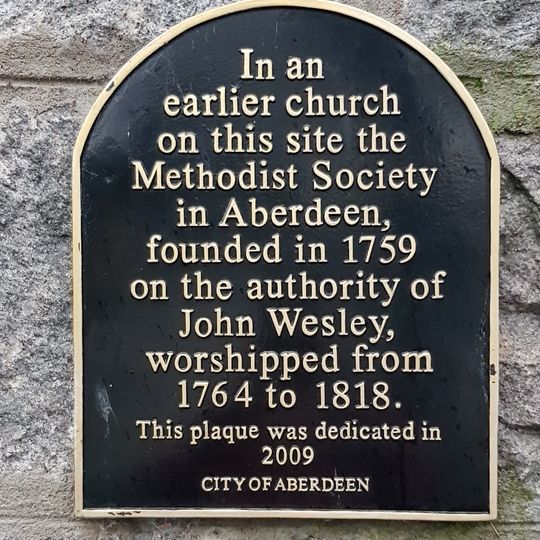 In an
earlier church
on this site the
Methodist Society
in Aberdeen,
founded in 1759
on the authority of
John Wesley,
worshipped from
1764 to 1818.
This plaque was dedicated in
2009
CITY OF ABERDEEN